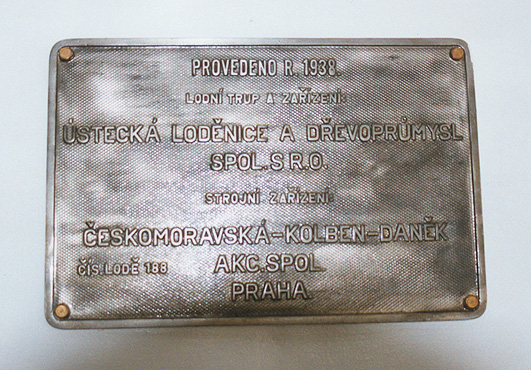 PROVEDENO R. 1938.
LODNÍ TRUP A ZAŘÍZENÍ:
ÚSTECKÁ LODĚNICE A DŘEVOPRŮMYSL
SPOL. S R.O.
STROJNÍ ZAŘÍZENÍ:
ČESKOMORAVSKÁ-KOLBEN-DANĚK
ČÍS. LODĚ 188 AKC. SPOL.
PRAHA.